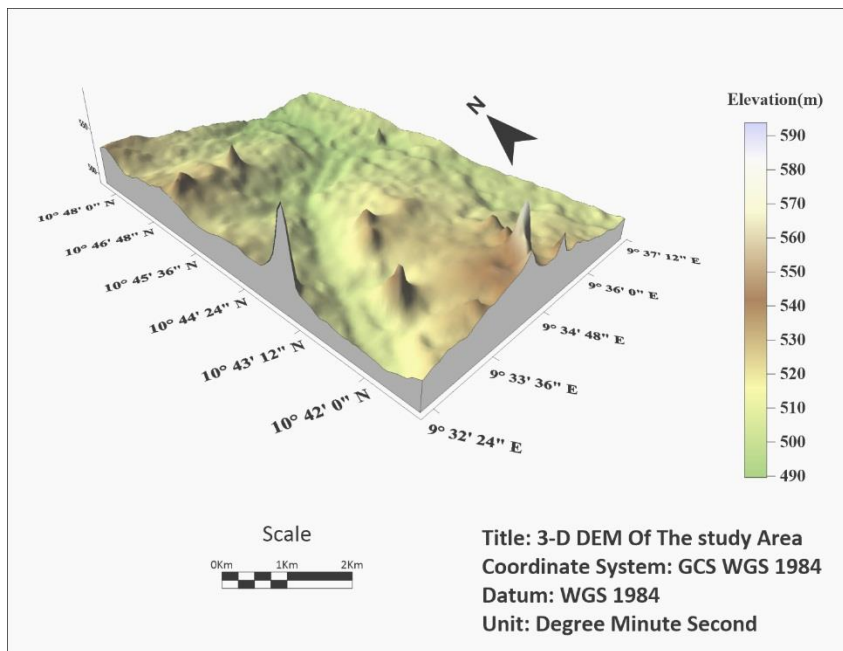 N
Elevation(m)
590
580
570
560
550
540
530
520
510
500
490
10° 48' 0" N
10° 46' 48" N
10° 45' 36" N
10° 44' 24" N
10° 43' 12" N
10° 42' 0" N
9° 37' 12" E
9° 36' 0" E
9° 34' 48" E
9° 33' 36" E
9° 32' 24" E
Scale
0Km 1Km 2Km
Title: 3-D DEM Of The study Area
Coordinate System: GCS WGS 1984
Datum: WGS 1984
Unit: Degree Minute Second